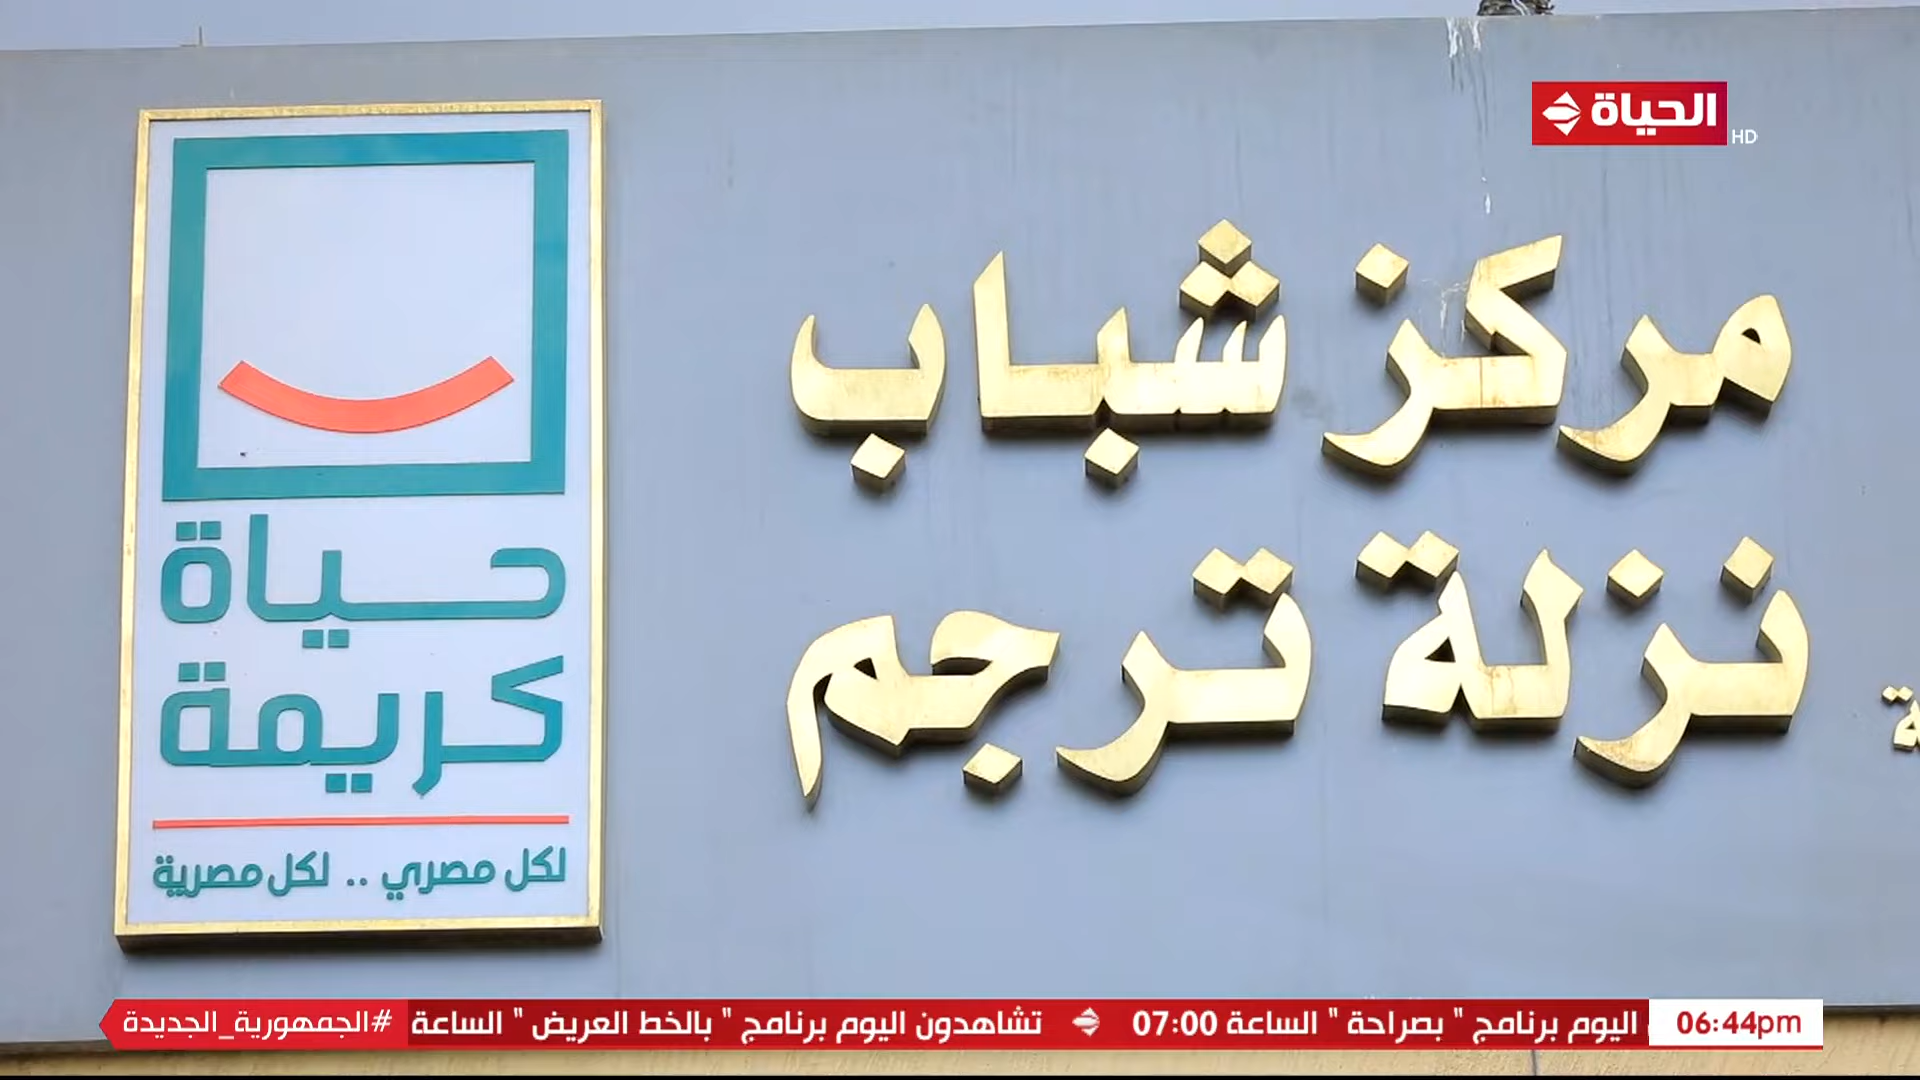 الحياة
HD
مركز شباب
نزلة ترجم
حياة
كريمة
لكل مصري .. لكل مصرية
06:44pm
اليوم برنامج " بصراحة " الساعة 07:00 تشاهدون اليوم برنامج " بالخط العريض " الساعة
#الجمهورية_الجديدة